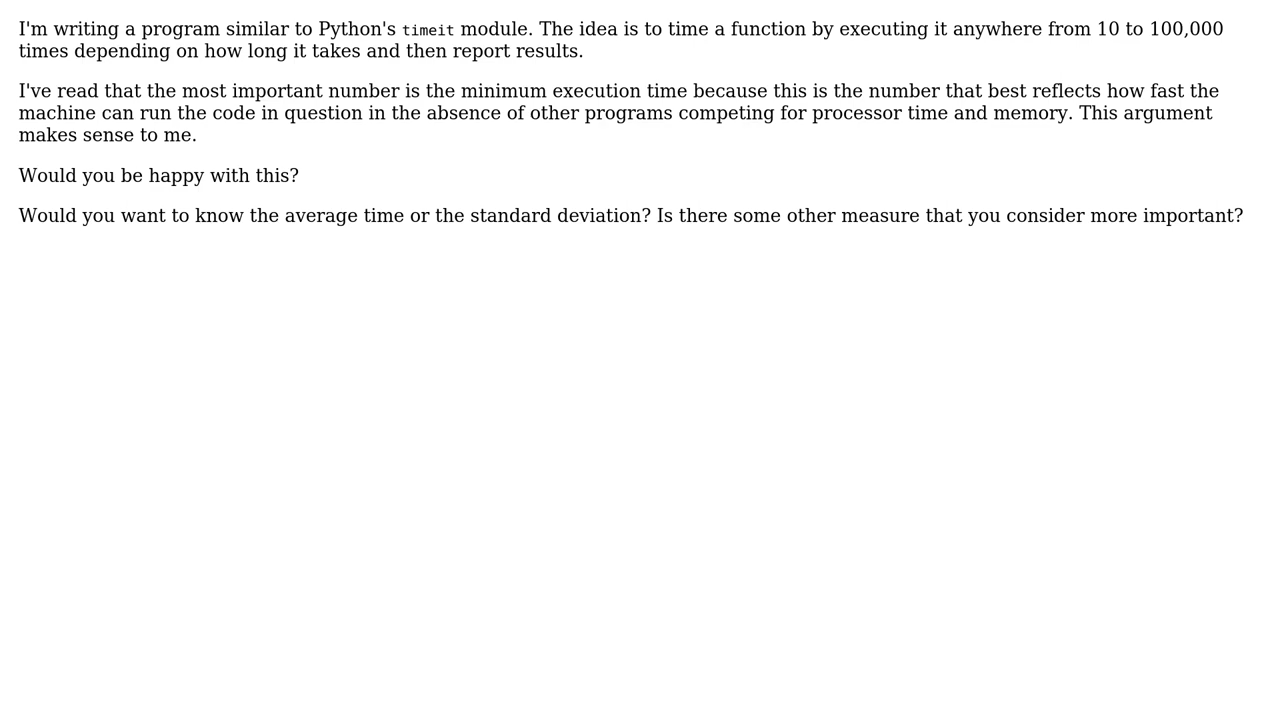 I'm writing a program similar to Python's timeit module. The idea is to time a function by executing it anywhere from 10 to 100,000
times depending on how long it takes and then report results.
I've read that the most important number is the minimum execution time because this is the number that best reflects how fast the
machine can run the code in question in the absence of other programs competing for processor time and memory. This argument
makes sense to me.
Would you be happy with this?
Would you want to know the average time or the standard deviation? Is there some other measure that you consider more important?